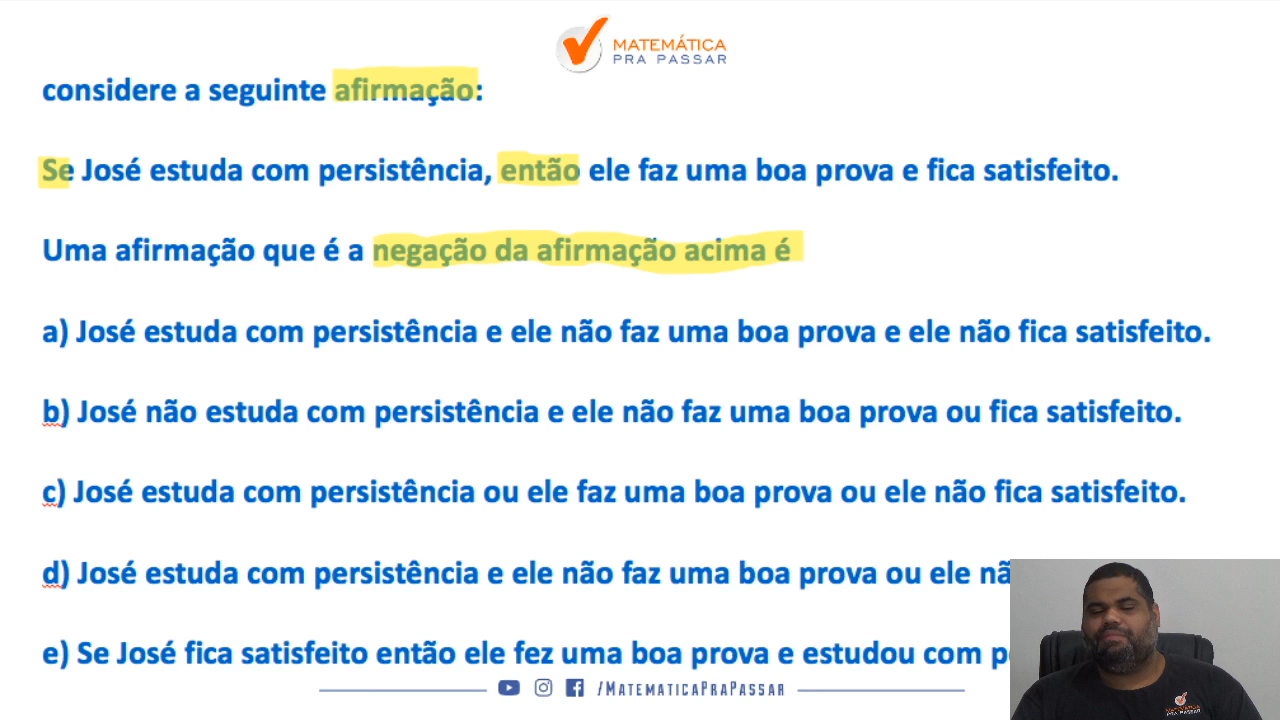 MATEMÁTICA
PRA PASSAR
considere a seguinte afirmação:
Se José estuda com persistência, então ele faz uma boa prova e fica satisfeito.
Uma afirmação que é a negação da afirmação acima é
a) José estuda com persistência e ele não faz uma boa prova e ele não fica satisfeito.
b) José não estuda com persistência e ele não faz uma boa prova ou fica satisfeito.
c) José estuda com persistência ou ele faz uma boa prova ou ele não fica satisfeito.
d) José estuda com persistência e ele não faz uma boa prova ou ele
e) Se José fica satisfeito então ele fez uma boa prova e estudou com
/MATEMATICAPRAPASSAR
MATEMÁTICA
PRA PASSAR